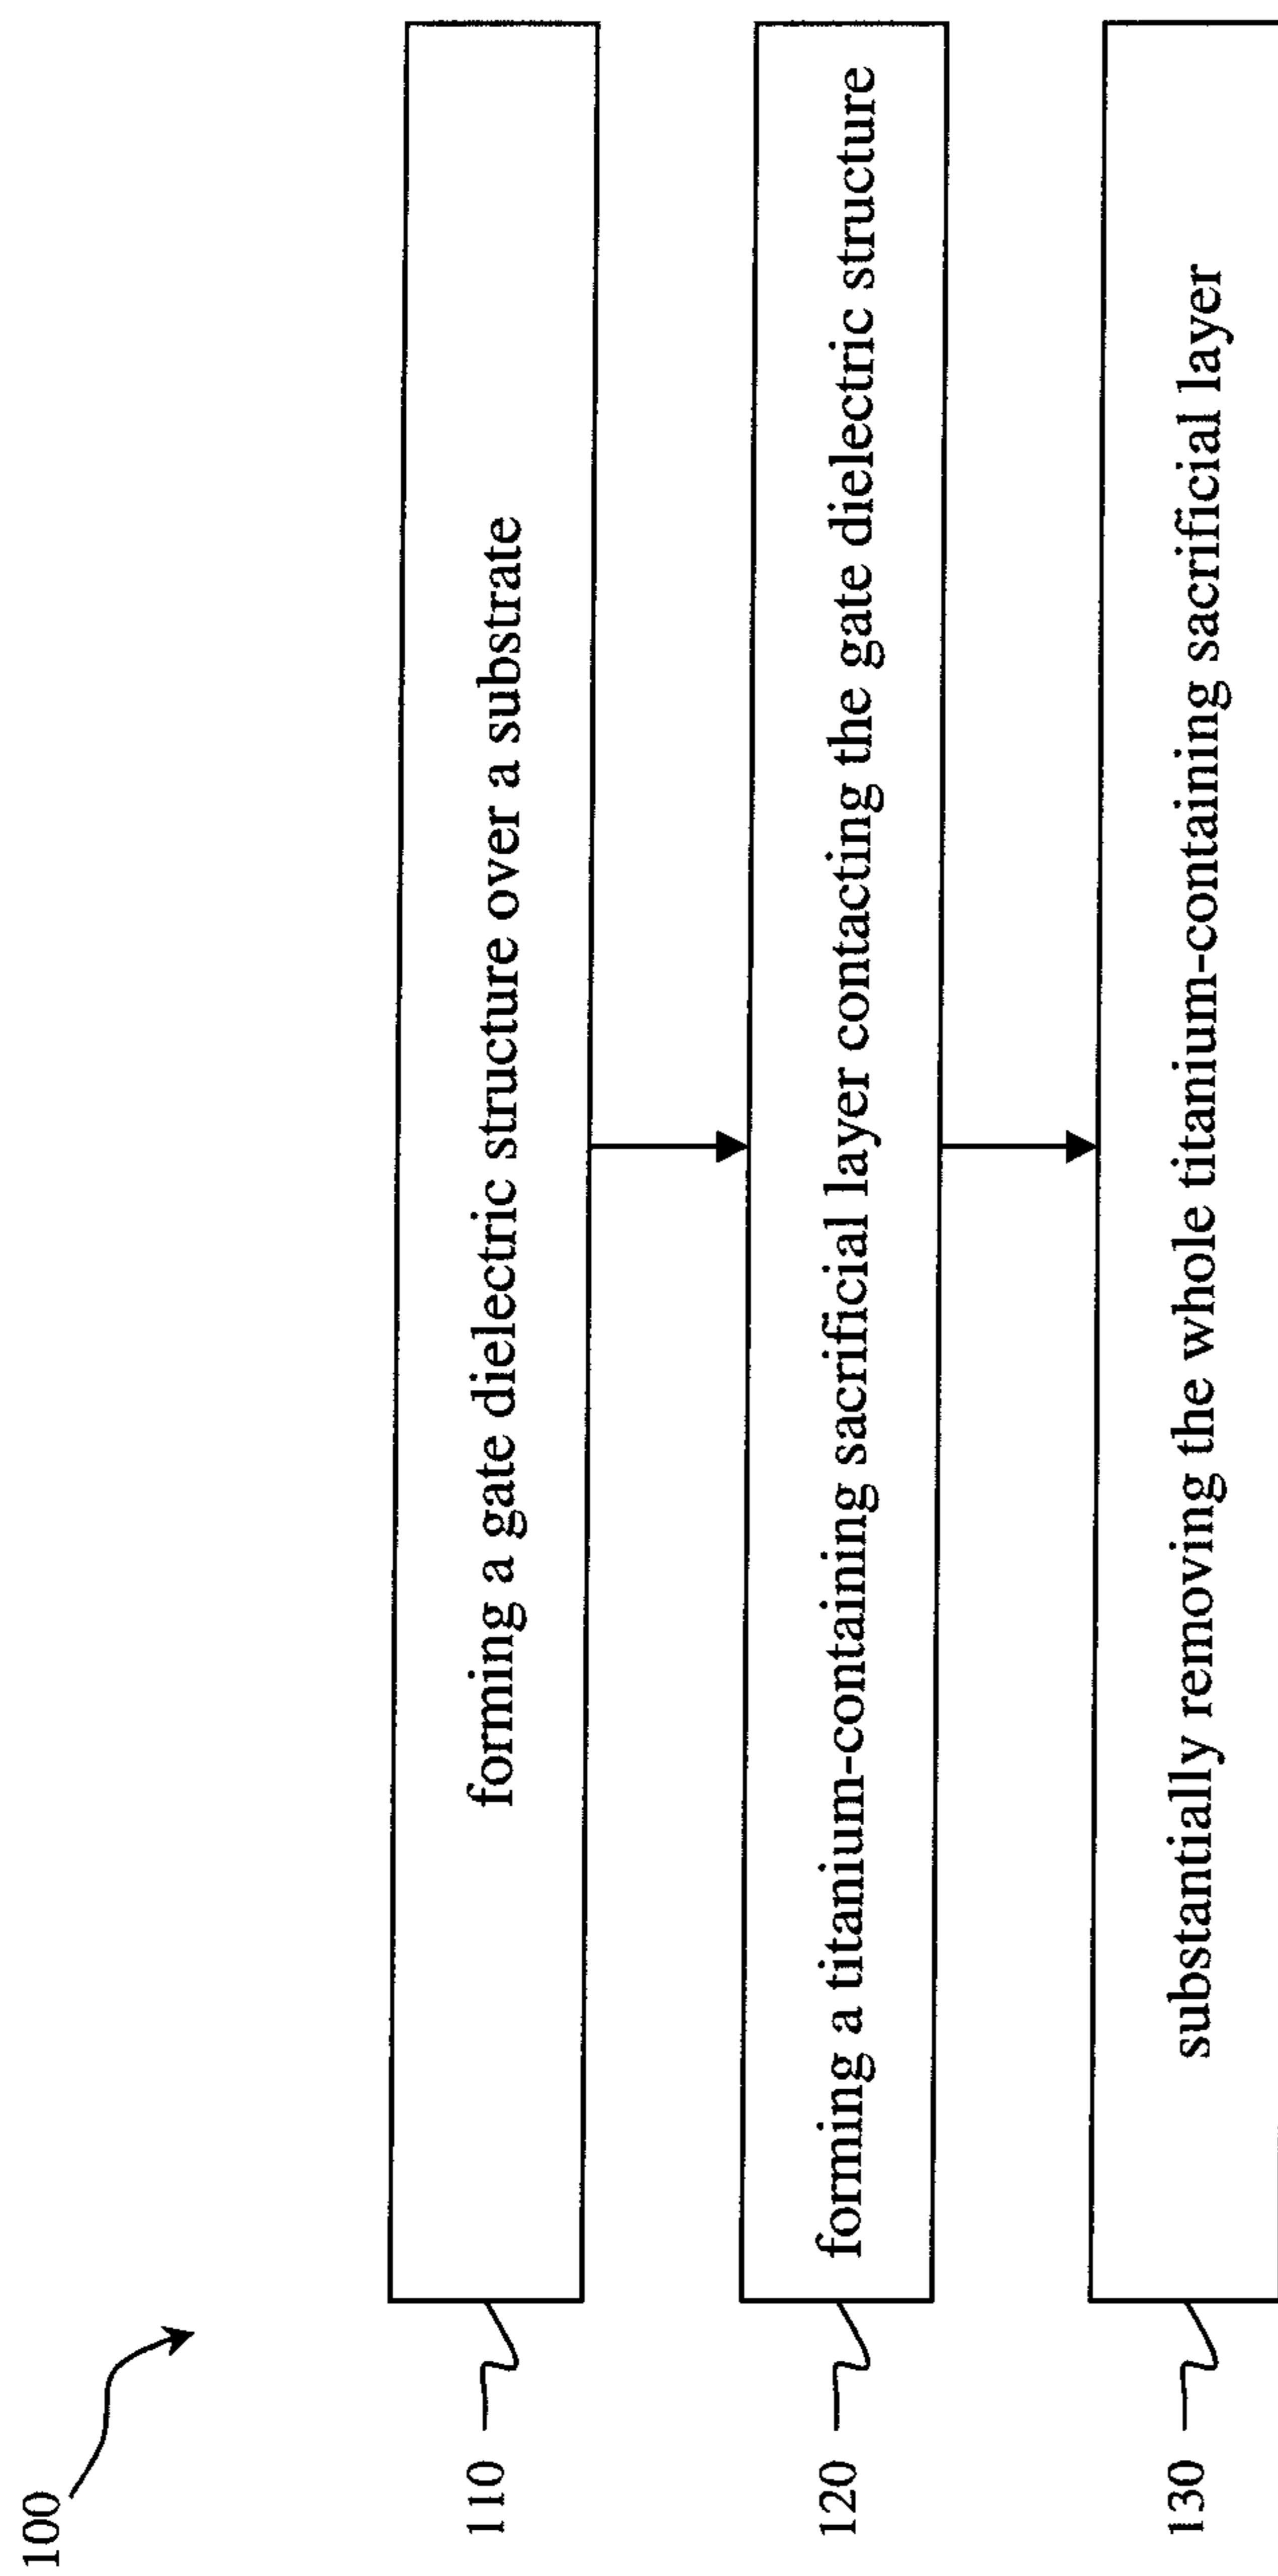 100
110
forming a gate dielectric structure over a substrate
120
forming a titanium-containing sacrificial layer contacting the gate dielectric structure
130
substantially removing the whole titanium-containing sacrificial layer